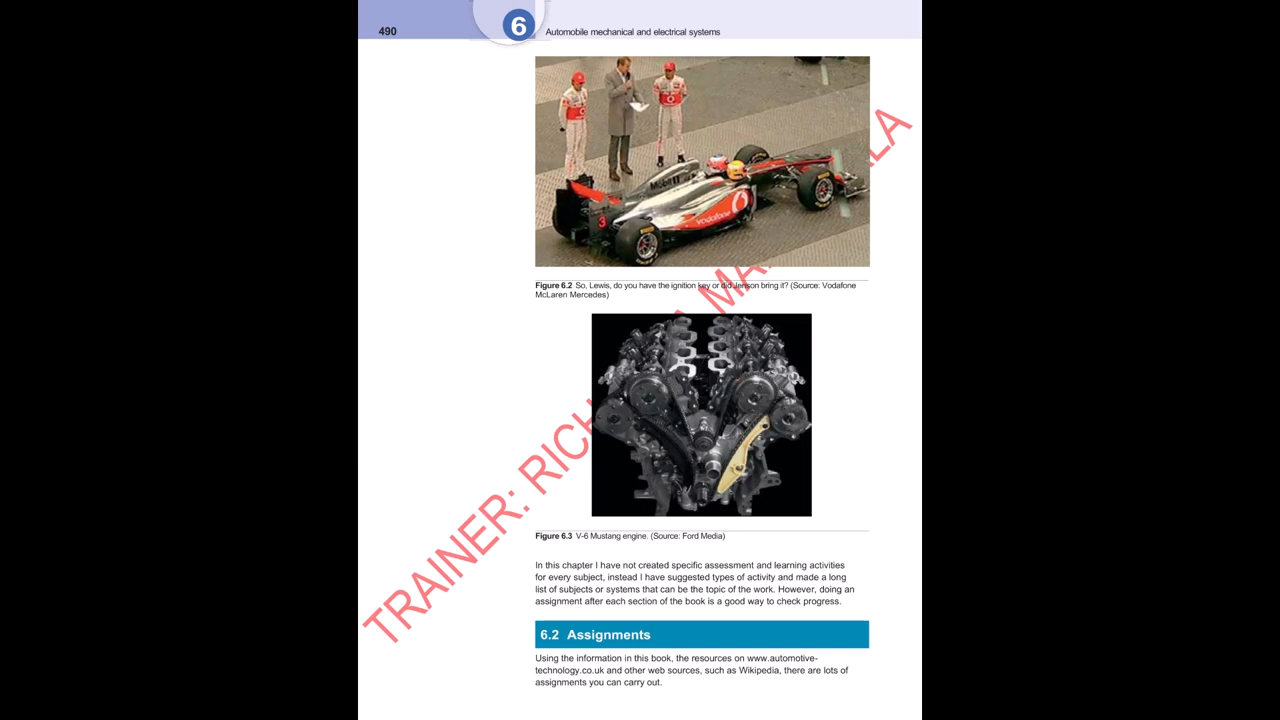 490
6
Automobile mechanical and electrical systems
Mobil 1
vodafone
3
Figure 6.2 So, Lewis, do you have the ignition key or did Jenson bring it? (Source: Vodafone
McLaren Mercedes)
Figure 6.3 V-6 Mustang engine. (Source: Ford Media)
In this chapter I have not created specific assessment and learning activities
for every subject, instead I have suggested types of activity and made a long
list of subjects or systems that can be the topic of the work. However, doing an
assignment after each section of the book is a good way to check progress.
6.2 Assignments
Using the information in this book, the resources on www.automotive-
technology.co.uk and other web sources, such as Wikipedia, there are lots of
assignments you can carry out.
TRAINER: